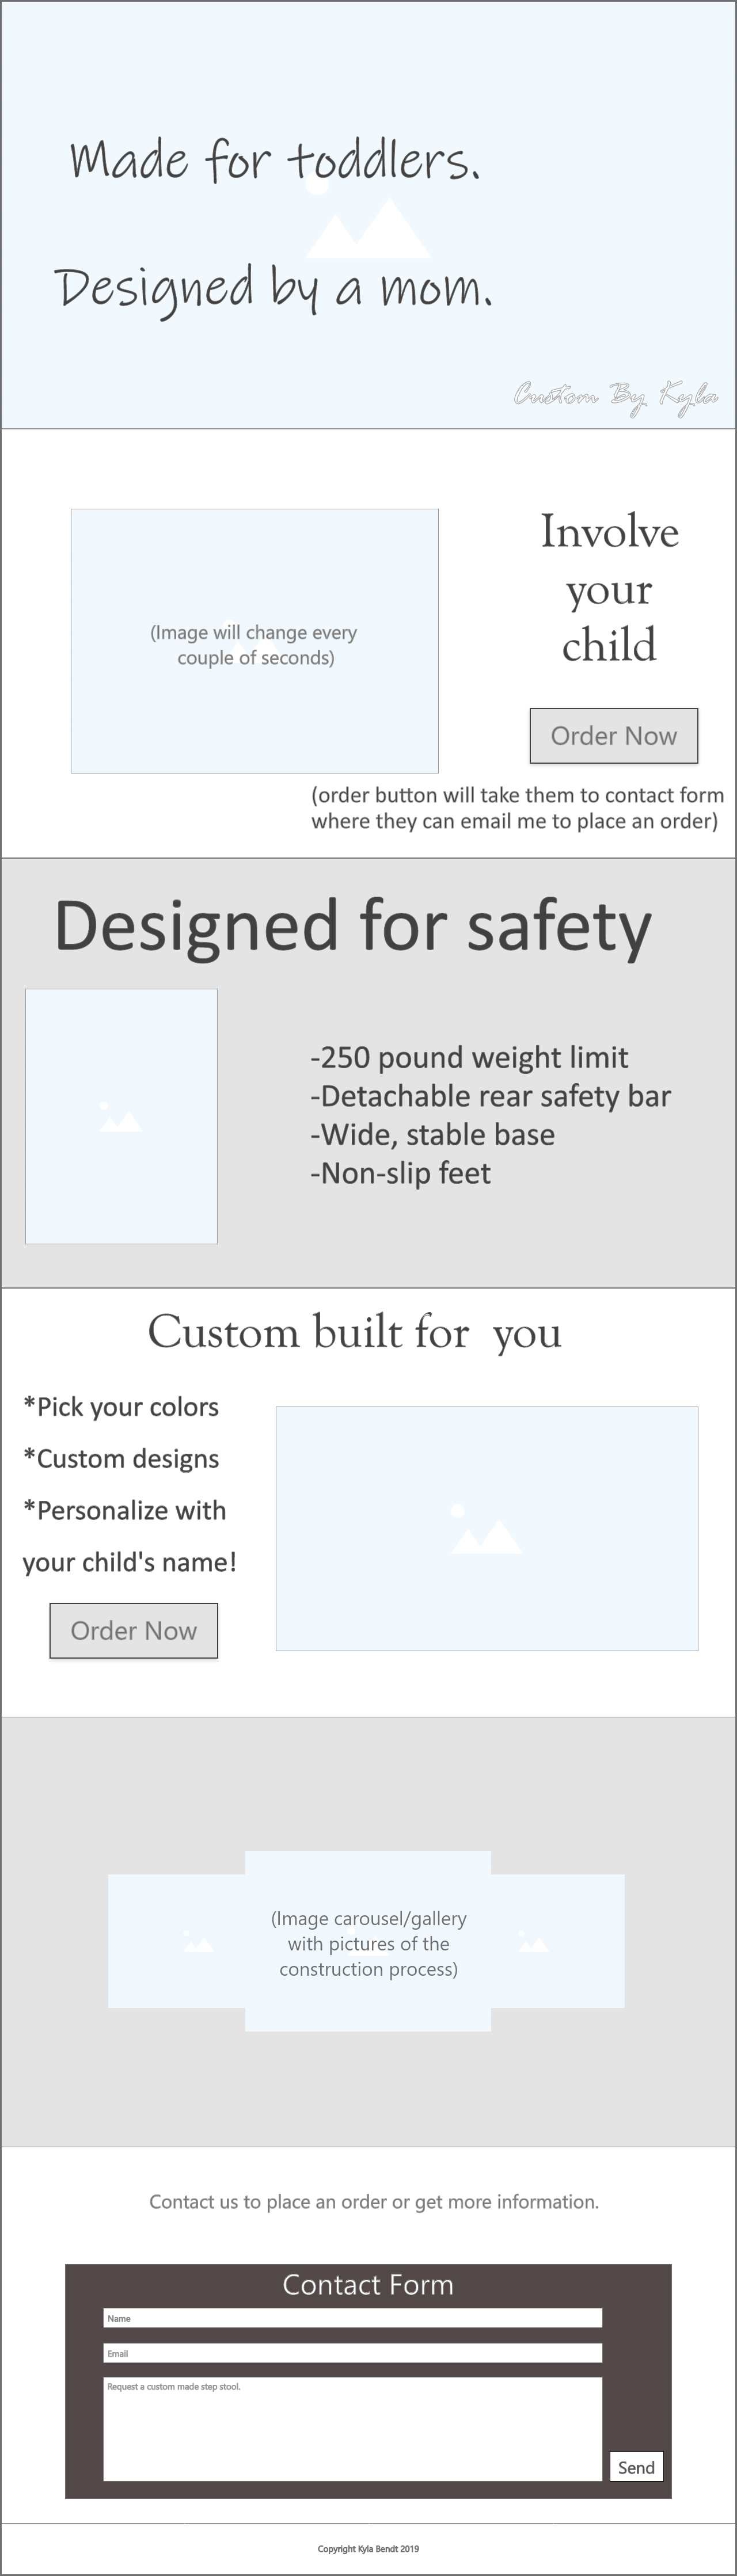 Made for toddlers.
Designed by a mom.
Custom By Kyla
(Image will change every
couple of seconds)
Involve
your
child
Order Now
(order button will take them to contact form
where they can email me to place an order)
Designed for safety
-250 pound weight limit
-Detachable rear safety bar
-Wide, stable base
-Non-slip feet
Custom built for  you
*Pick your colors
*Custom designs
*Personalize with
your child's name!
Order Now
(Image carousel/gallery
with pictures of the
construction process)
Contact us to place an order or get more information.
Contact Form
Name
Email
Request a custom made step stool.
Send
Copyright Kyla Bendt 2019